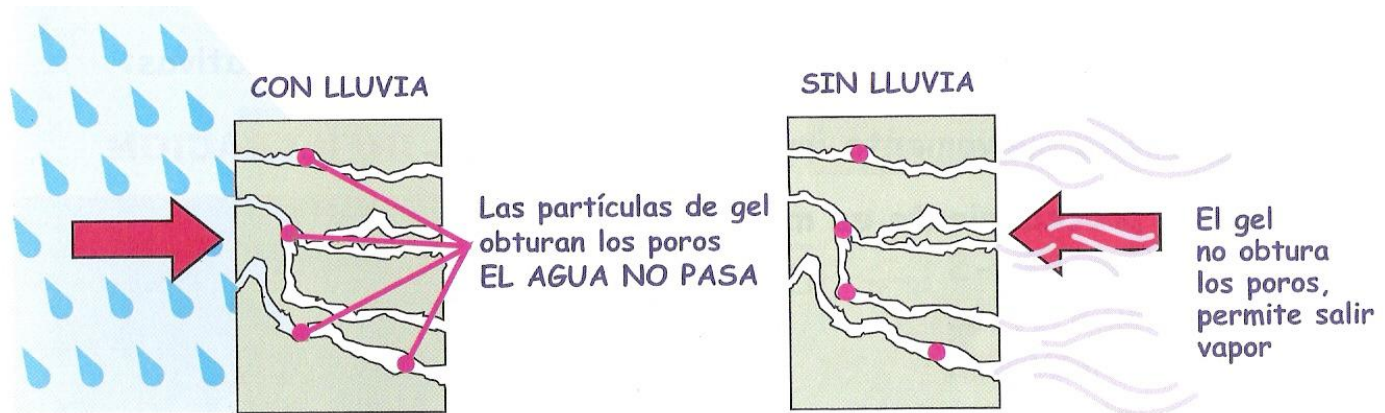 CON LLUVIA
Las partículas de gel
obturan los poros
EL AGUA NO PASA
SIN LLUVIA
El gel
no obtura
los poros,
permite salir
vapor